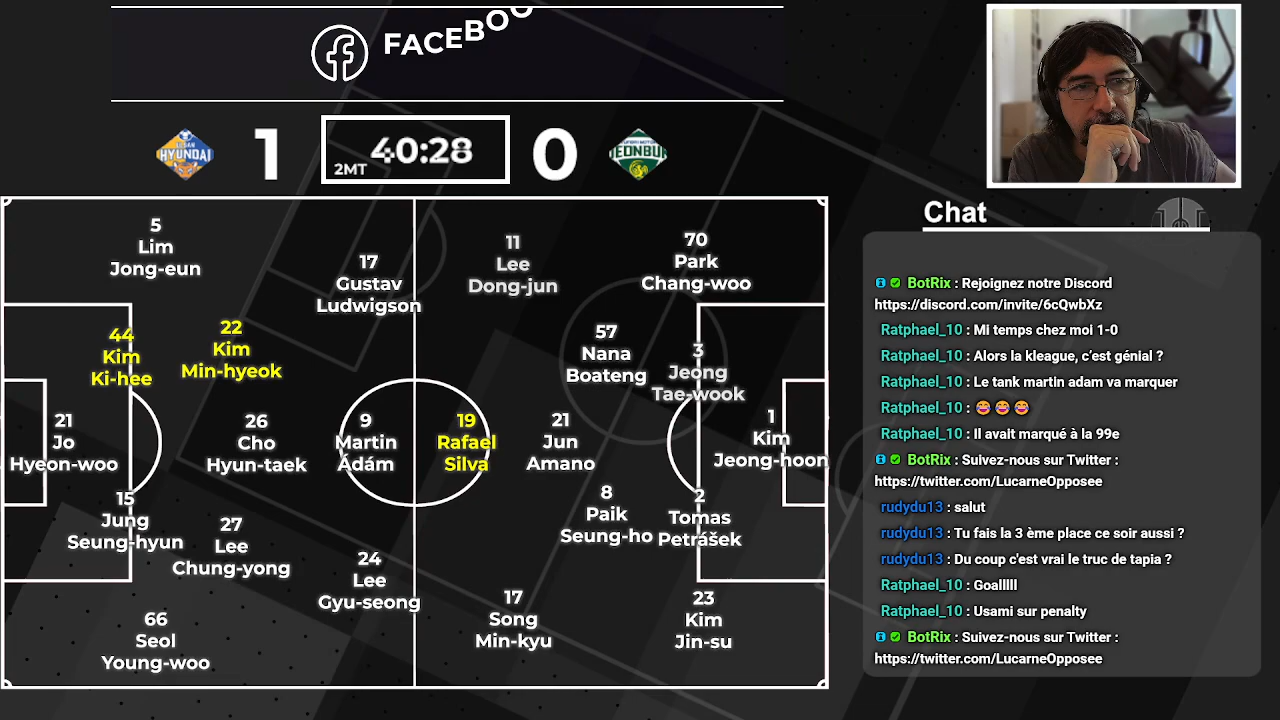 FACEBOO
HYUNDAI
1
2MT
40:28
0
5
Lim
Jong-eun
17
Gustav
Ludwigson
44
Kim
Ki-hee
22
Kim
Min-hyeok
21
Jo
Hyeon-woo
26
Cho
Hyun-taek
9
Martin
Ádám
15
Jung
Seung-hyun
27
Lee
Chung-yong
24
Lee
Gyu-seong
66
Seol
Young-woo
11
Lee
Dong-jun
70
Park
Chang-woo
57
Nana
Boateng
3
Jeong
Tae-wook
19
Rafael
Silva
21
Jun
Amano
1
Kim
Jeong-hoon
8
Paik
Seung-ho
2
Tomas
Petrášek
17
Song
Min-kyu
23
Kim
Jin-su
Chat
BotRix : Rejoignez notre Discord
https://discord.com/invite/6cQwbXz
Ratphael_10 : Mi temps chez moi 1-0
Ratphael_10 : Alors la kleague, c’est génial ?
Ratphael_10 : Le tank martin adam va marquer
Ratphael_10 : 😂😂😂
Ratphael_10 : Il avait marqué à la 99e
BotRix : Suivez-nous sur Twitter :
https://twitter.com/LucarneOpposee
rudydu13 : salut
rudydu13 : Tu fais la 3 ème place ce soir aussi ?
rudydu13 : Du coup c'est vrai le truc de tapia ?
Ratphael_10 : Goalllll
Ratphael_10 : Usami sur penalty
BotRix : Suivez-nous sur Twitter :
https://twitter.com/LucarneOpposee